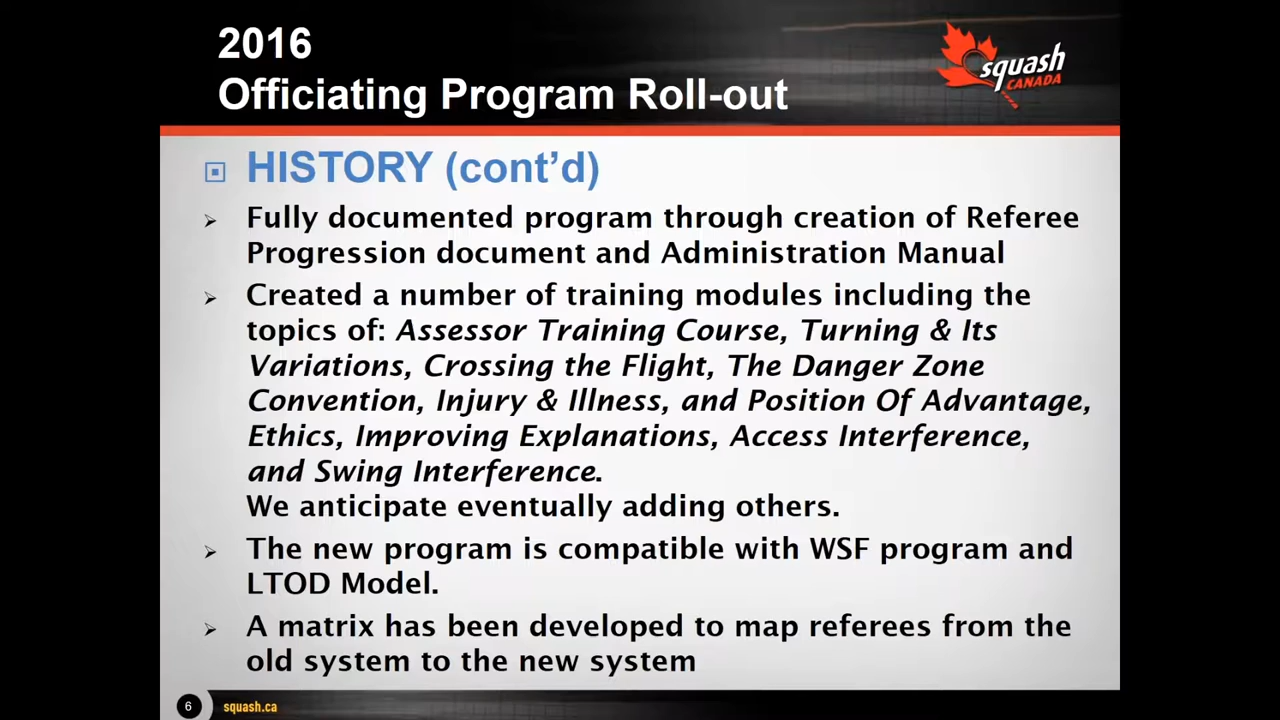 2016
Officiating Program Roll-out
squash
CANADA
HISTORY (cont’d)
Fully documented program through creation of Referee
Progression document and Administration Manual
Created a number of training modules including the
topics of: Assessor Training Course, Turning & Its
Variations, Crossing the Flight, The Danger Zone
Convention, Injury & Illness, and Position Of Advantage,
Ethics, Improving Explanations, Access Interference,
and Swing Interference.
We anticipate eventually adding others.
The new program is compatible with WSF program and
LTOD Model.
A matrix has been developed to map referees from the
old system to the new system
6
squash.ca